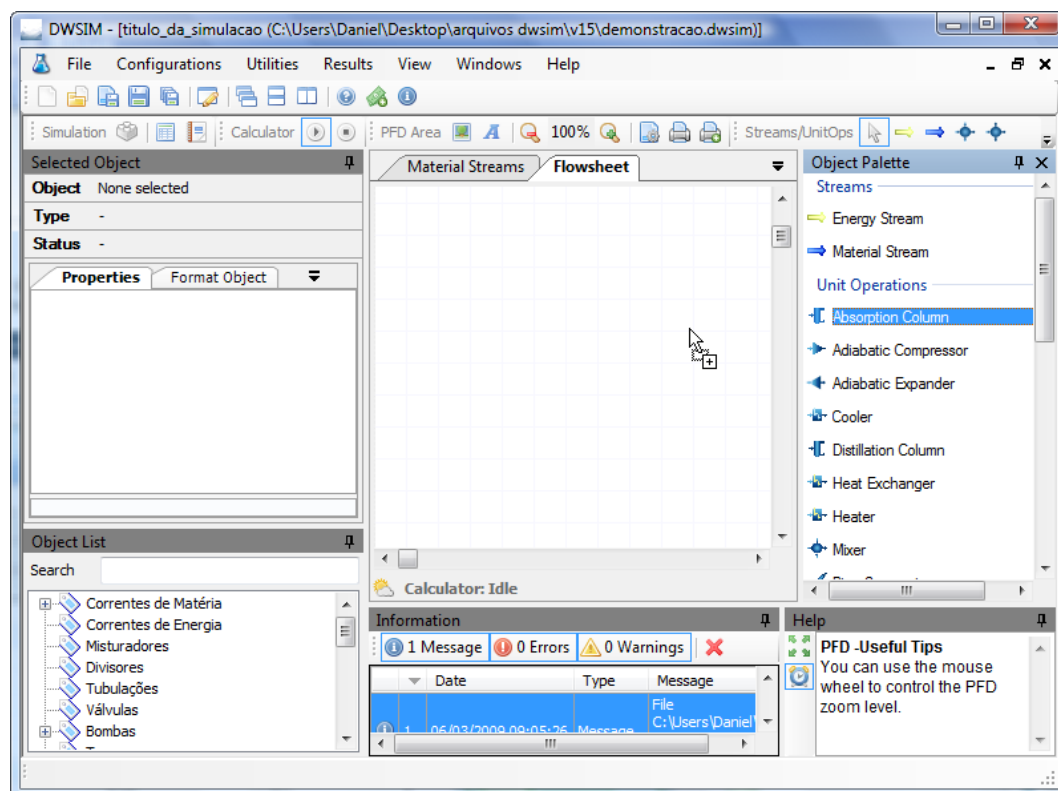 DWSIM - [titulo_da_simulacao (C:\Users\Daniel\Desktop\arquivos dwsim\v15\demonstracao.dwsim)]
File Configurations Utilities Results View Windows Help
Simulation Calculator PFD Area A 100% Streams/UnitOps
Selected Object
Object None selected
Type -
Status -
Properties Format Object
Object List
Search
Correntes de Matéria
Correntes de Energia
Misturadores
Divisores
Tubulações
Válvulas
Bombas
Material Streams Flowsheet
Calculator: Idle
Information
1 Message 0 Errors 0 Warnings
Date Type Message
File
1 06/03/2009 09:05:26 Message C:\Users\Daniel\
Object Palette
Streams
Energy Stream
Material Stream
Unit Operations
Absorption Column
Adiabatic Compressor
Adiabatic Expander
Cooler
Distillation Column
Heat Exchanger
Heater
Mixer
Help
PFD -Useful Tips
You can use the mouse
wheel to control the PFD
zoom level.